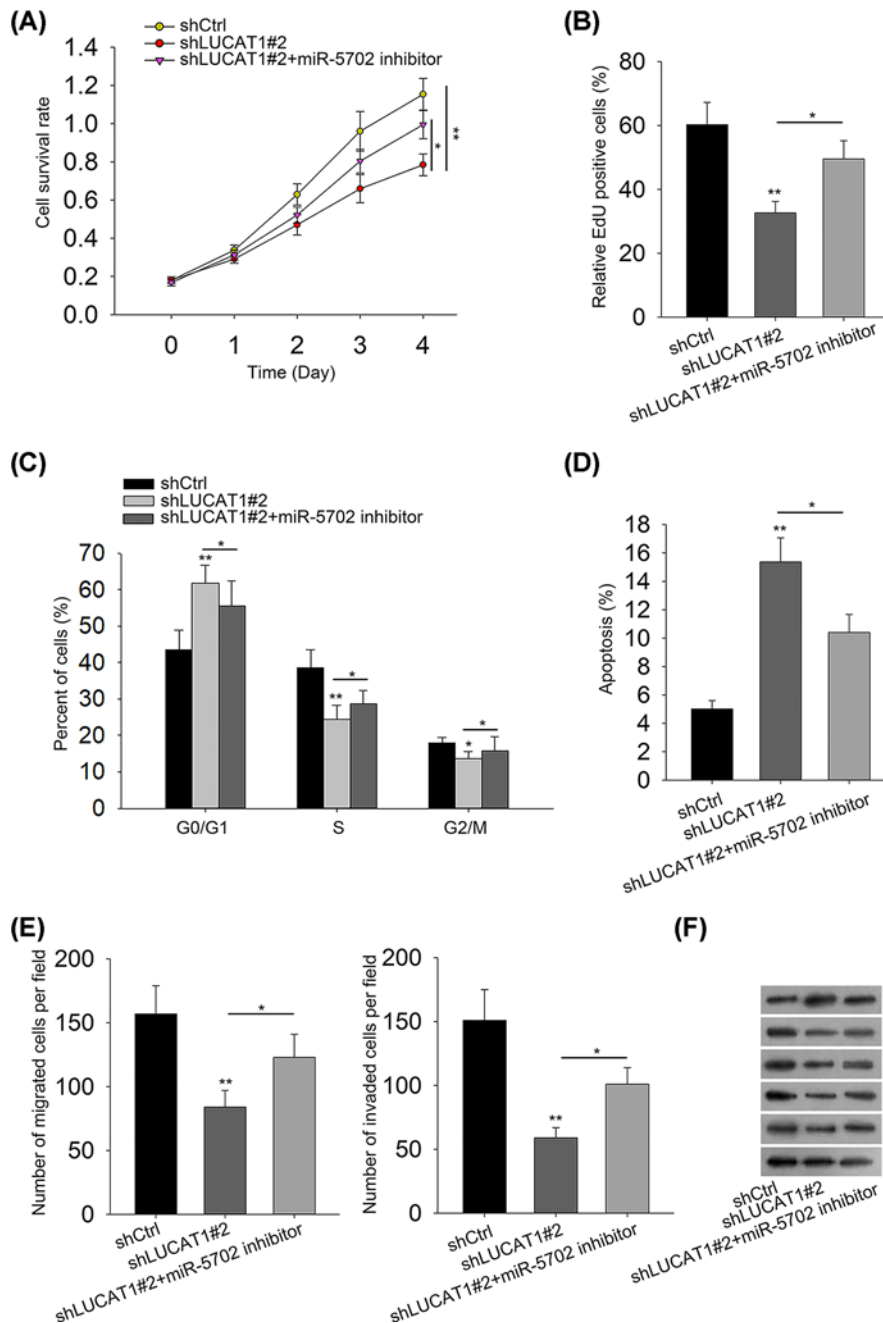 (A)
shCtrl
shLUCAT1#2
shLUCAT1#2+miR-5702 inhibitor
Cell survival rate
1.4
1.2
1.0
0.8
0.6
0.4
0.2
0.0
*
**
0 1 2 3 4
Time (Day)
(B)
Relative EdU positive cells (%)
80
60
40
20
0
*
**
shCtrl
shLUCAT1#2
shLUCAT1#2+miR-5702 inhibitor
(C)
shCtrl
shLUCAT1#2
shLUCAT1#2+miR-5702 inhibitor
Percent of cells (%)
70
60
50
40
30
20
10
0
** *
** *
* *
G0/G1 S G2/M
(D)
Apoptosis (%)
18
16
14
12
10
8
6
4
2
0
*
**
shCtrl
shLUCAT1#2
shLUCAT1#2+miR-5702 inhibitor
(E)
Number of migrated cells per field
200
150
100
50
0
*
**
shCtrl
shLUCAT1#2
shLUCAT1#2+miR-5702 inhibitor
Number of invaded cells per field
200
150
100
50
0
*
**
shCtrl
shLUCAT1#2
shLUCAT1#2+miR-5702 inhibitor
(F)
shCtrl
shLUCAT1#2
shLUCAT1#2+miR-5702 inhibitor